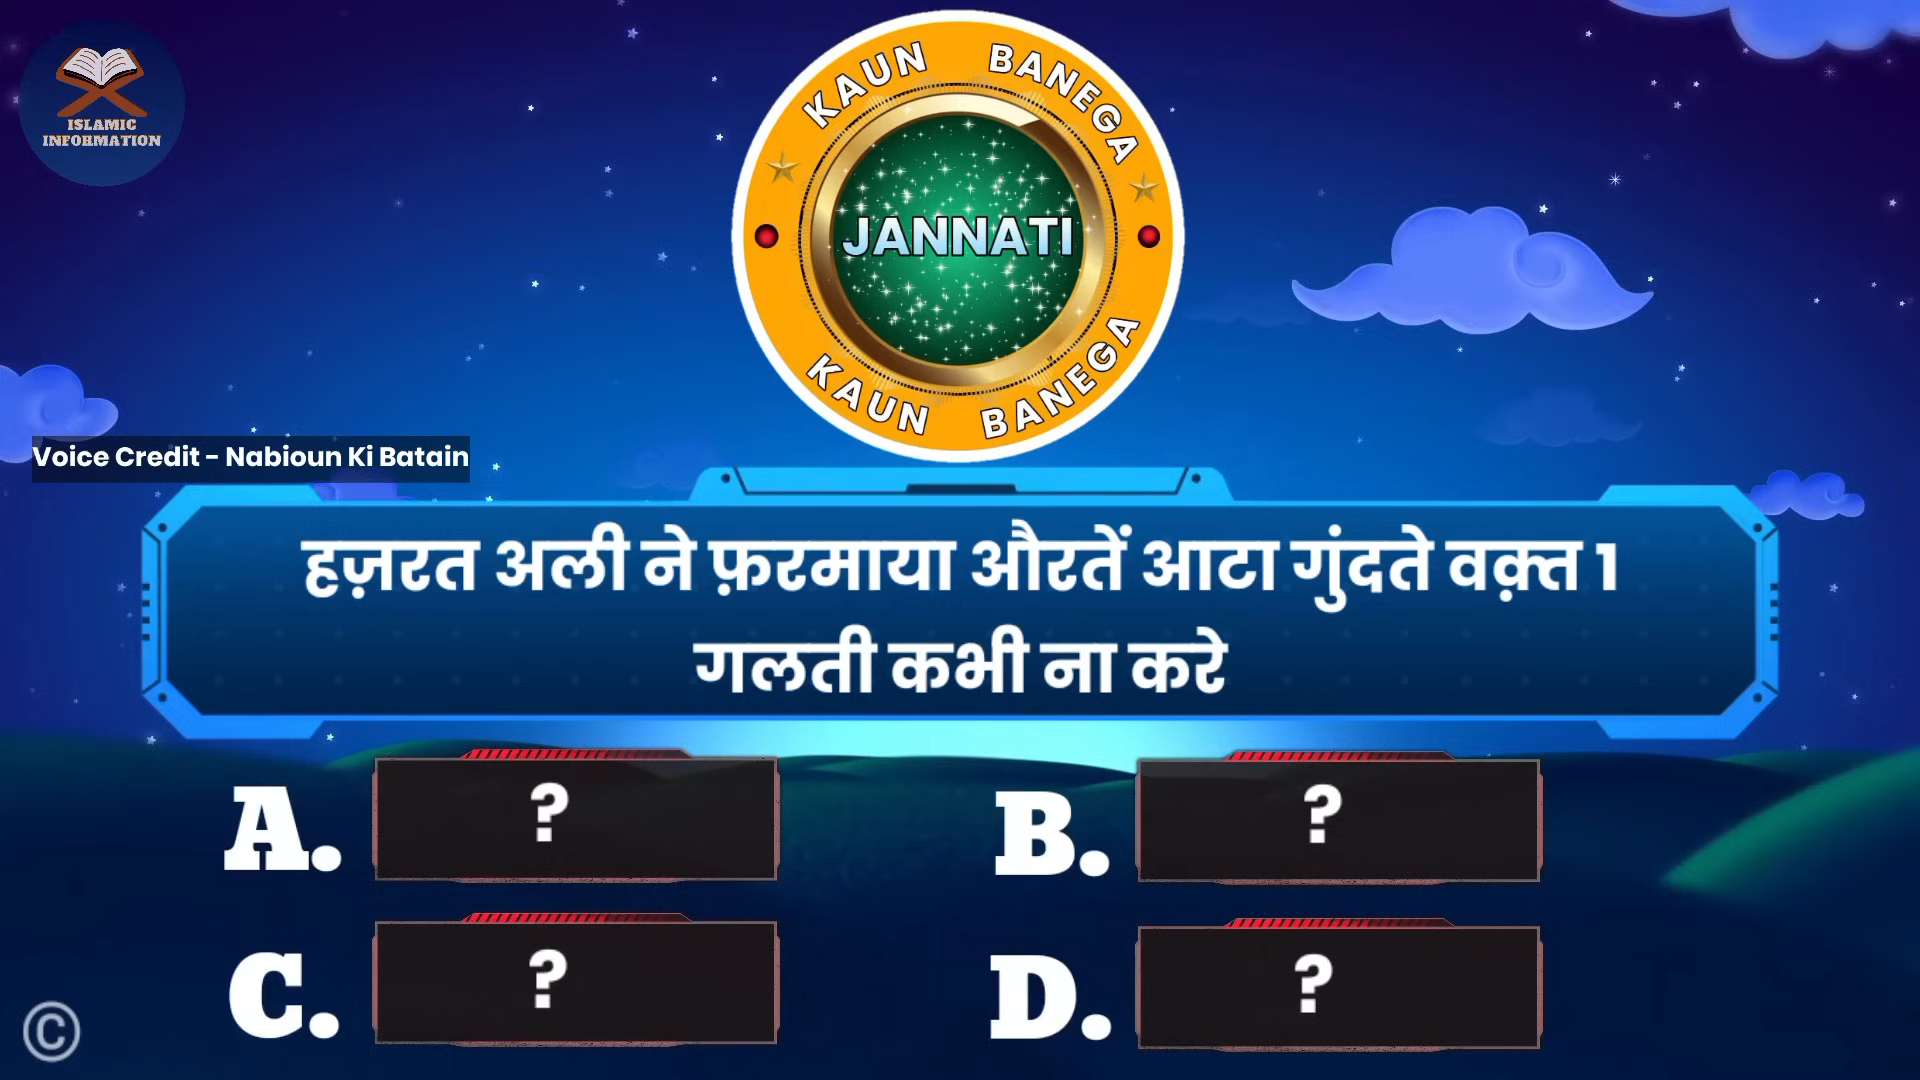 ISLAMIC
INFORMATION
KAUN BANEGA
JANNATI
KAUN BANEGA
Voice Credit - Nabioun Ki Batain
हज़रत अली ने फ़रमाया औरतें आटा गुंदते वक़्त 1
गलती कभी ना करे
A. ?
B. ?
C. ?
D. ?
©